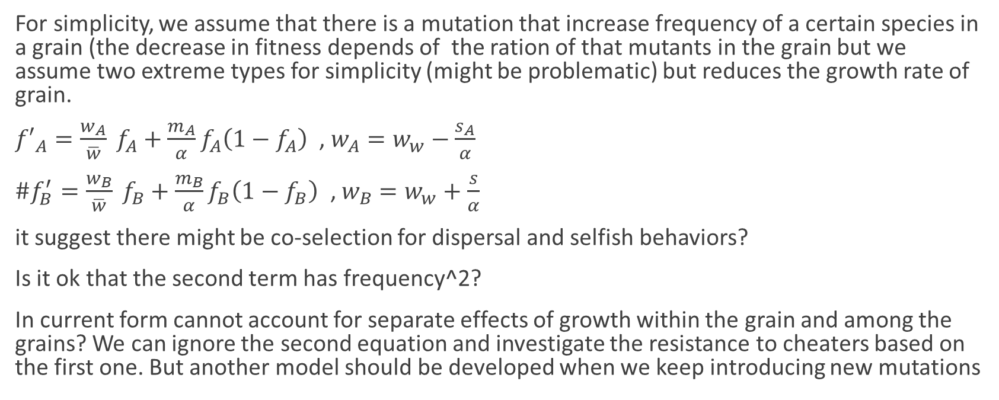 For simplicity, we assume that there is a mutation that increase frequency of a certain species in
a grain (the decrease in fitness depends of  the ration of that mutants in the grain but we
assume two extreme types for simplicity (might be problematic) but reduces the growth rate of
grain.
f'_A = \frac{w_A}{\bar{w}} f_A + \frac{m_A}{α} f_A(1 − f_A) , w_A = w_w − \frac{s_A}{α}
#f'_B = \frac{w_B}{\bar{w}} f_B + \frac{m_B}{α} f_B(1 − f_B) , w_B = w_w + \frac{s}{α}
it suggest there might be co-selection for dispersal and selfish behaviors?
Is it ok that the second term has frequency^2?
In current form cannot account for separate effects of growth within the grain and among the
grains? We can ignore the second equation and investigate the resistance to cheaters based on
the first one. But another model should be developed when we keep introducing new mutations